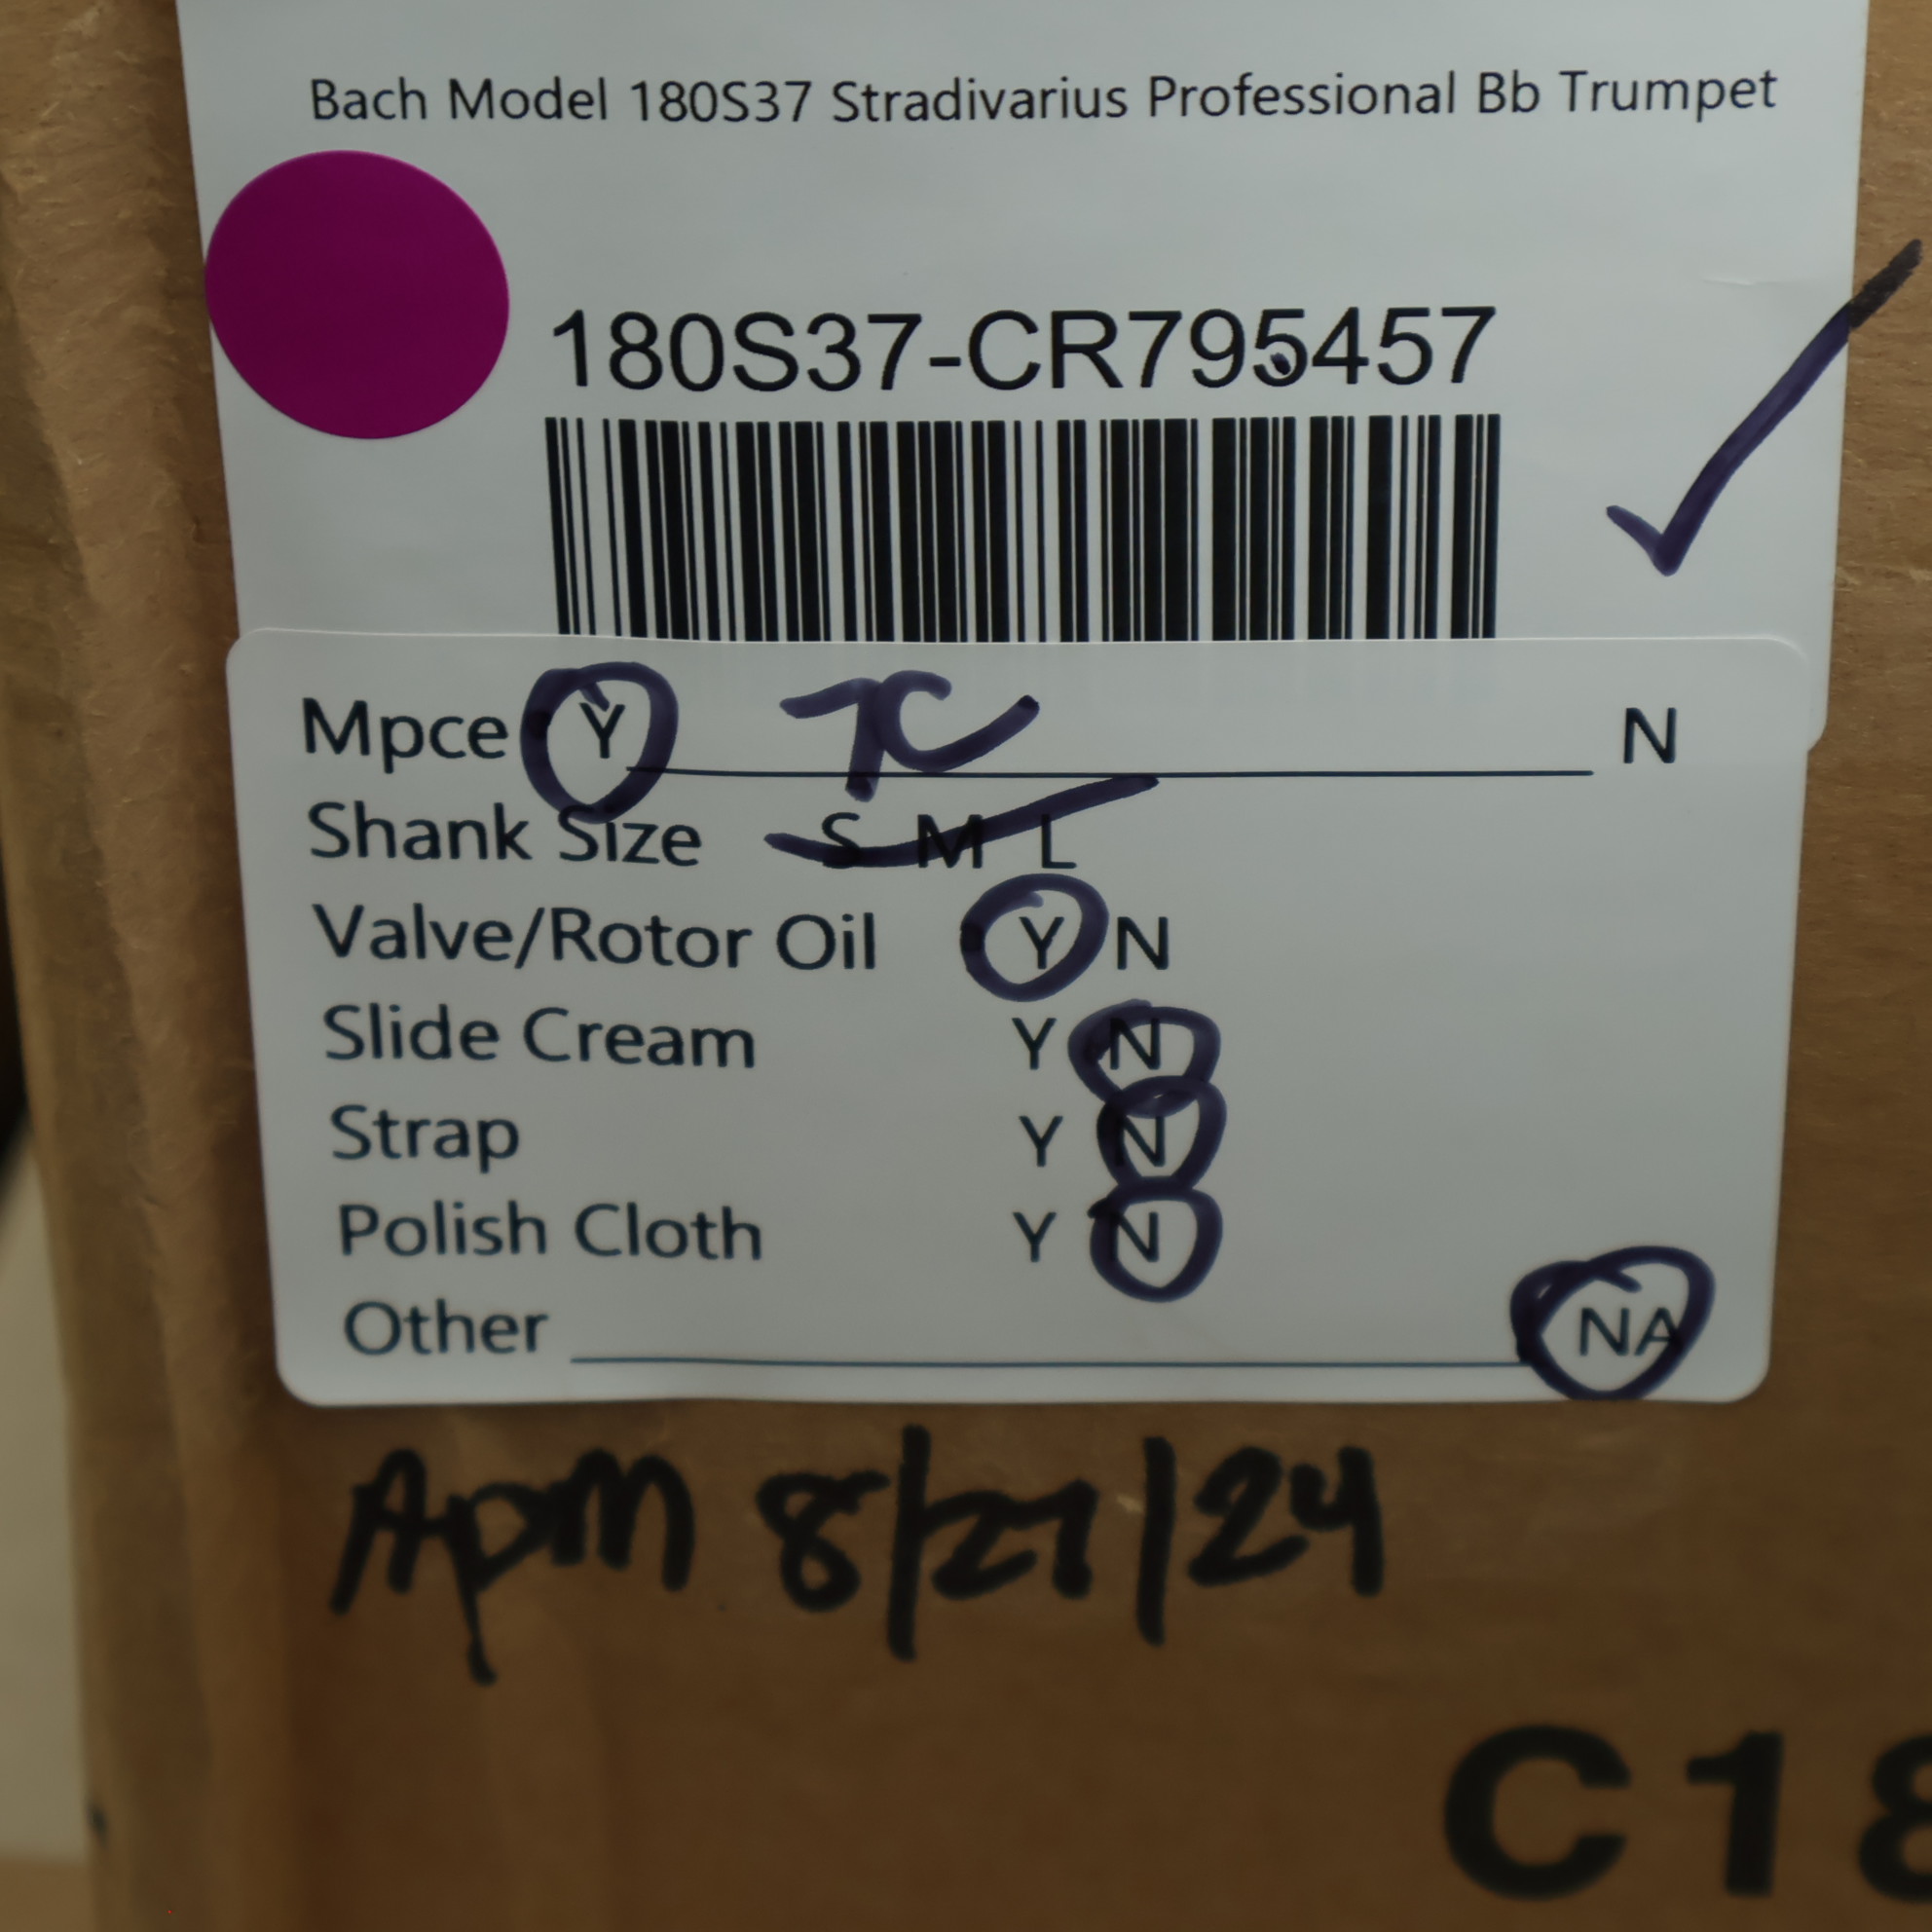 Bach Model 180S37 Stradivarius Professional Bb Trumpet
180S37-CR795457
Mpce Y 7C N
Shank Size S M L
Valve/Rotor Oil Y N
Slide Cream Y N
Strap Y N
Polish Cloth Y N
Other NA
Apm 8/27/24
C18